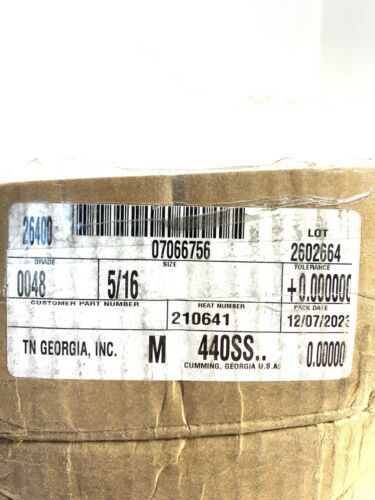 26400 07066756 LOT 2602664
GRADE SIZE TOLERANCE
0048 5/16 +0.000000
CUSTOMER PART NUMBER HEAT NUMBER PACK DATE
210641 12/07/2023
TN GEORGIA, INC. M 440SS.. 0.00000
CUMMING, GEORGIA U.S.A